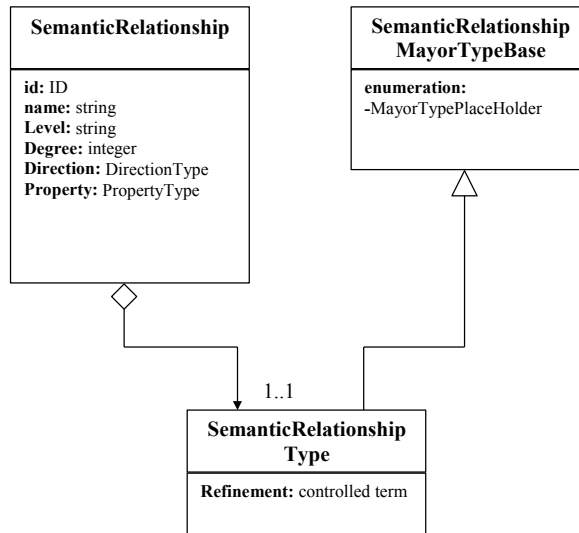 SemanticRelationship
id: ID
name: string
Level: string
Degree: integer
Direction: DirectionType
Property: PropertyType
SemanticRelationship
MayorTypeBase
enumeration:
-MayorTypePlaceHolder
1..1
SemanticRelationship
Type
Refinement: controlled term